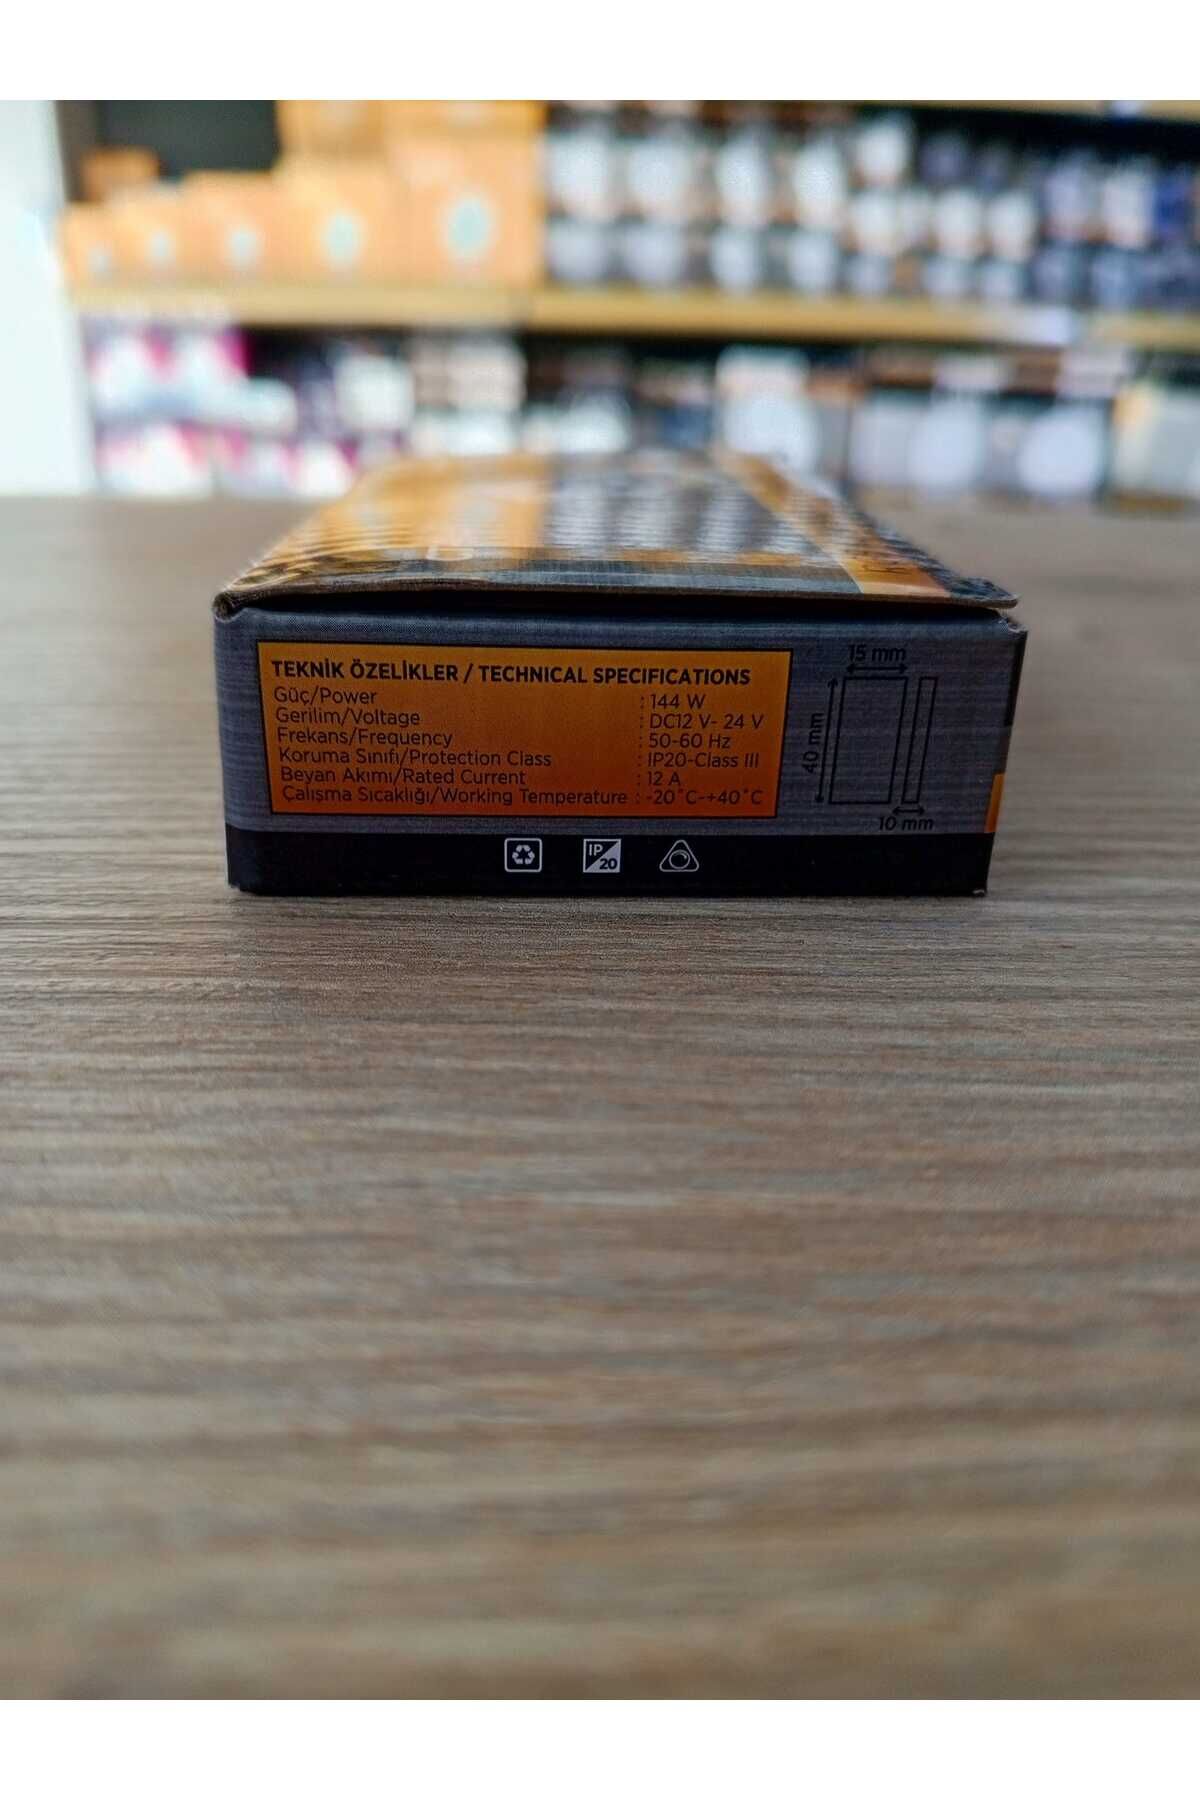 TEKNİK ÖZELİKLER / TECHNICAL SPECIFICATIONS
Güç/Power : 144 W
Gerilim/Voltage : DC12 V- 24 V
Frekans/Frequency : 50-60 Hz
Koruma Sınıfı/Protection Class : IP20-Class III
Beyan Akımı/Rated Current : 12 A
Çalışma Sıcaklığı/Working Temperature : -20˚C-+40˚C
15 mm
40 mm
10 mm
IP
20